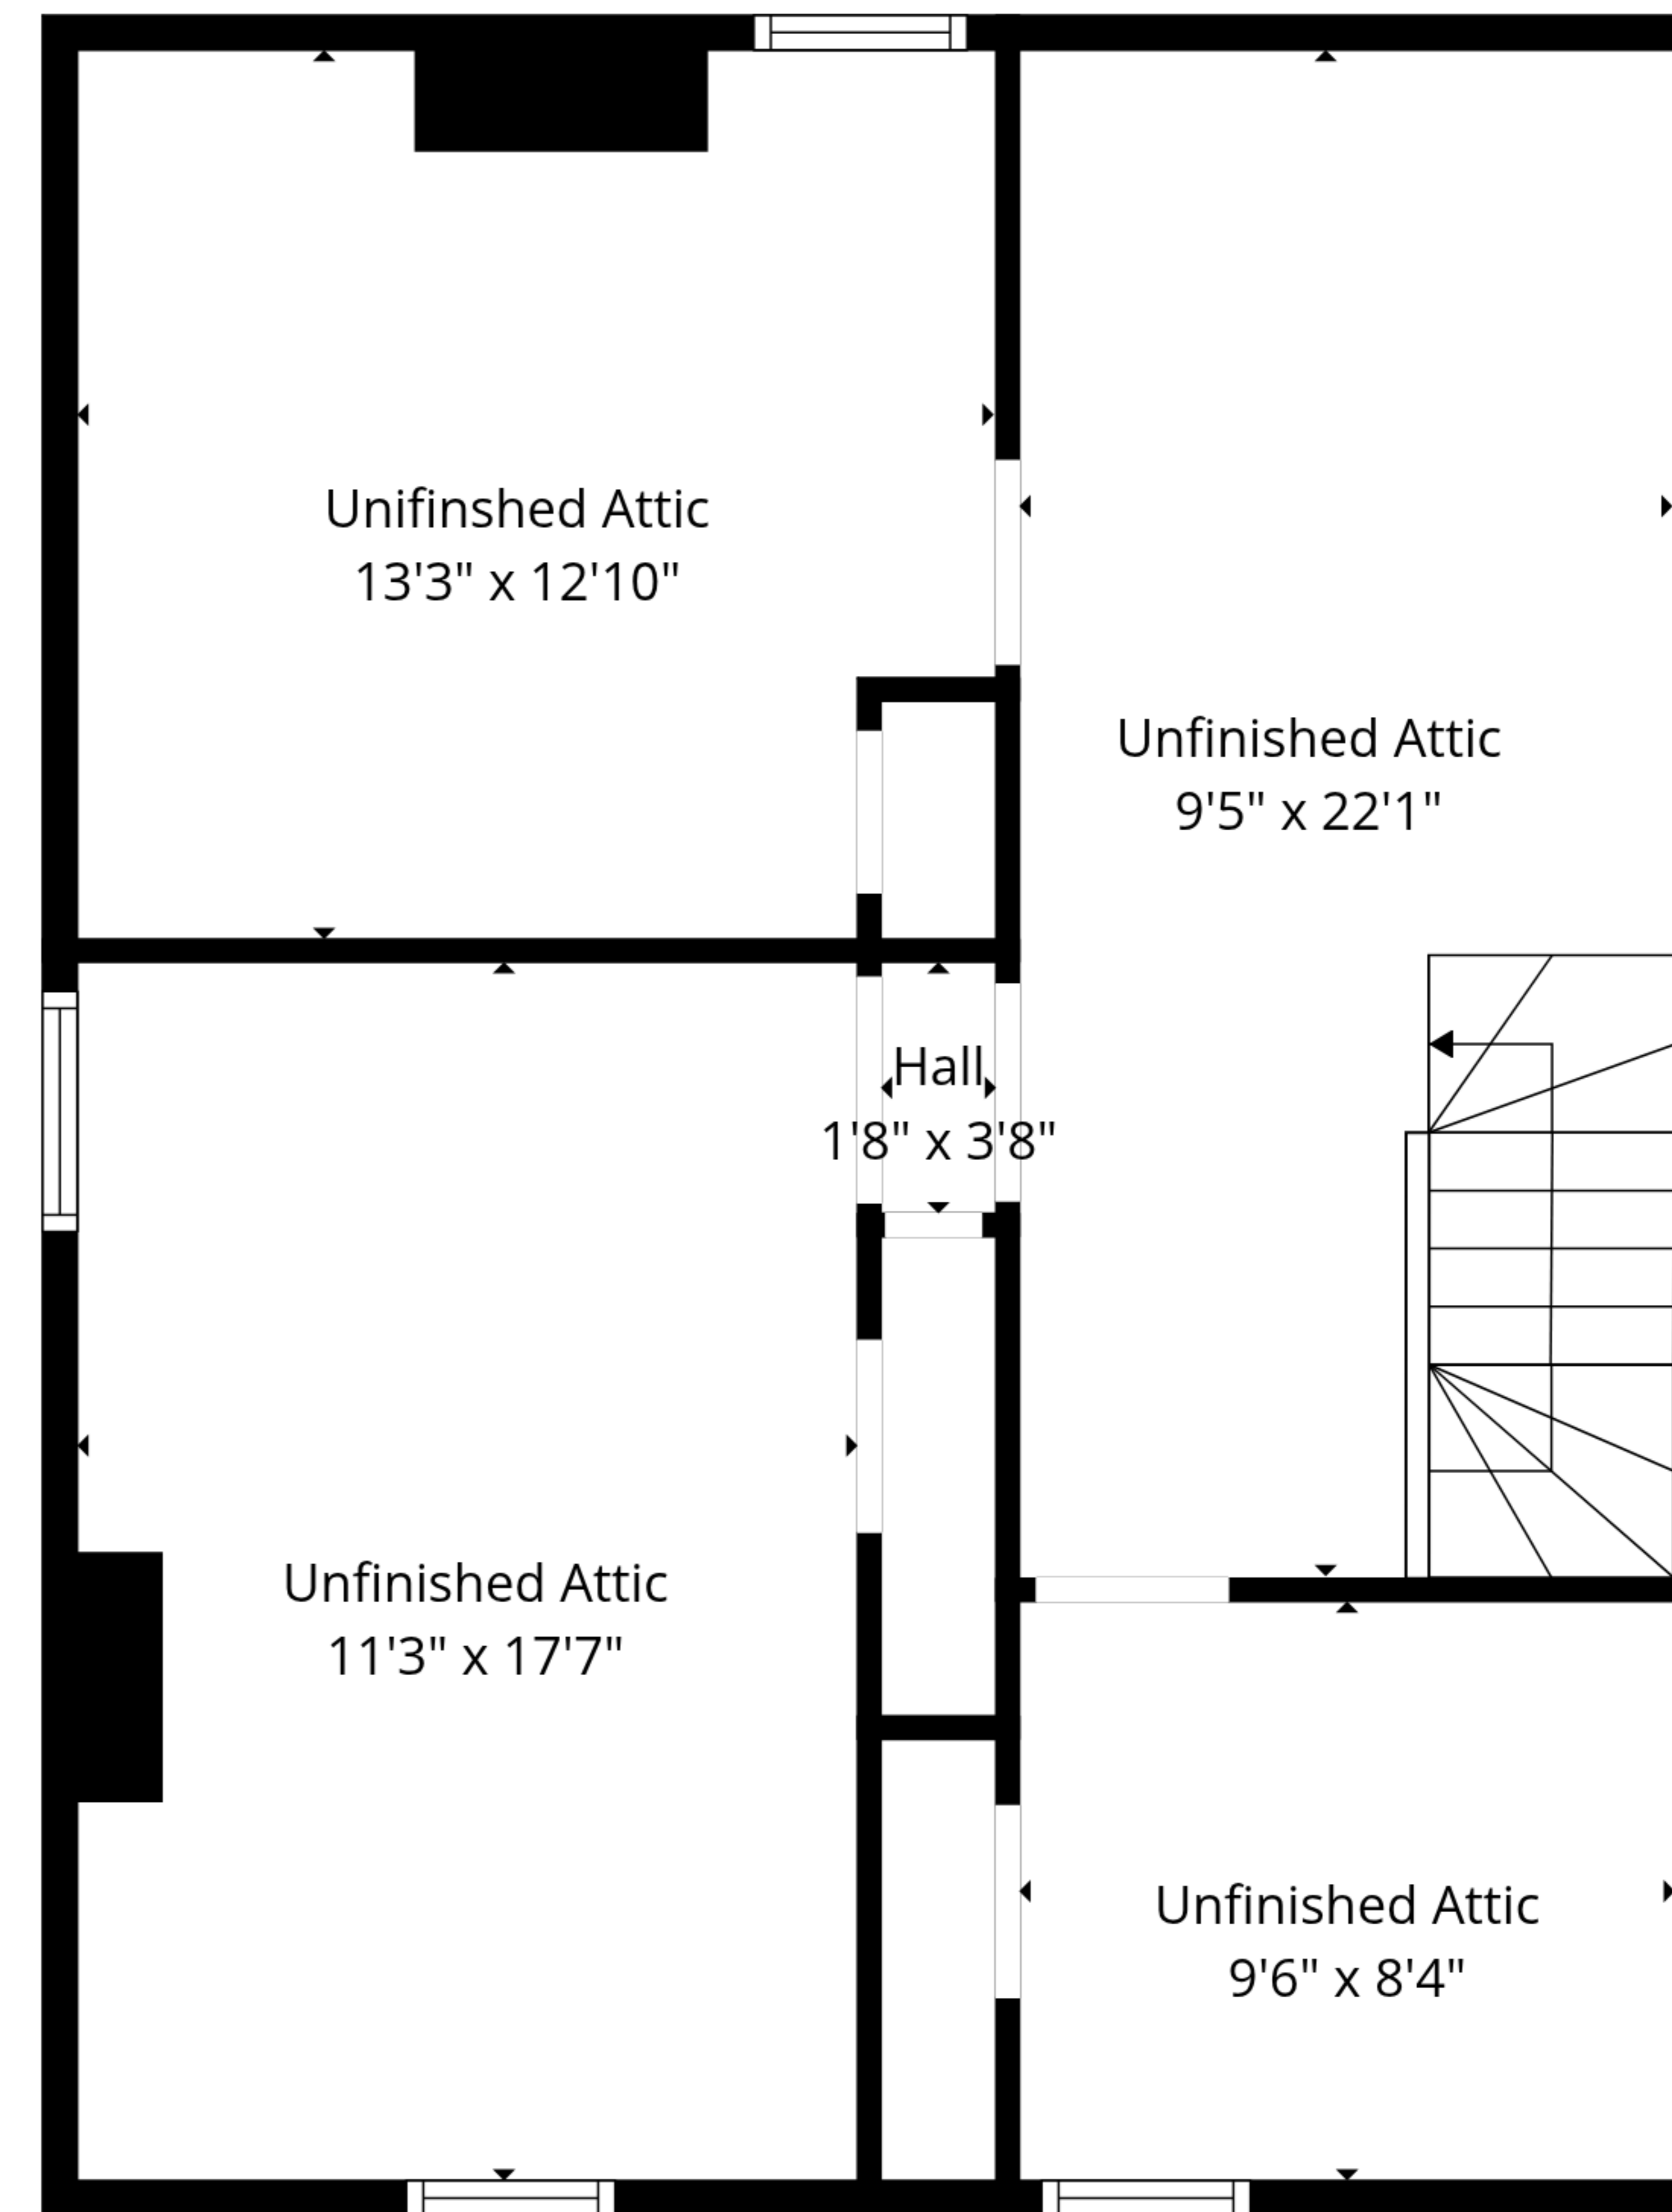 Unifinshed Attic
13'3" x 12'10"
Unfinished Attic
9'5" x 22'1"
Hall
1'8" x 3'8"
Unfinished Attic
11'3" x 17'7"
Unfinished Attic
9'6" x 8'4"